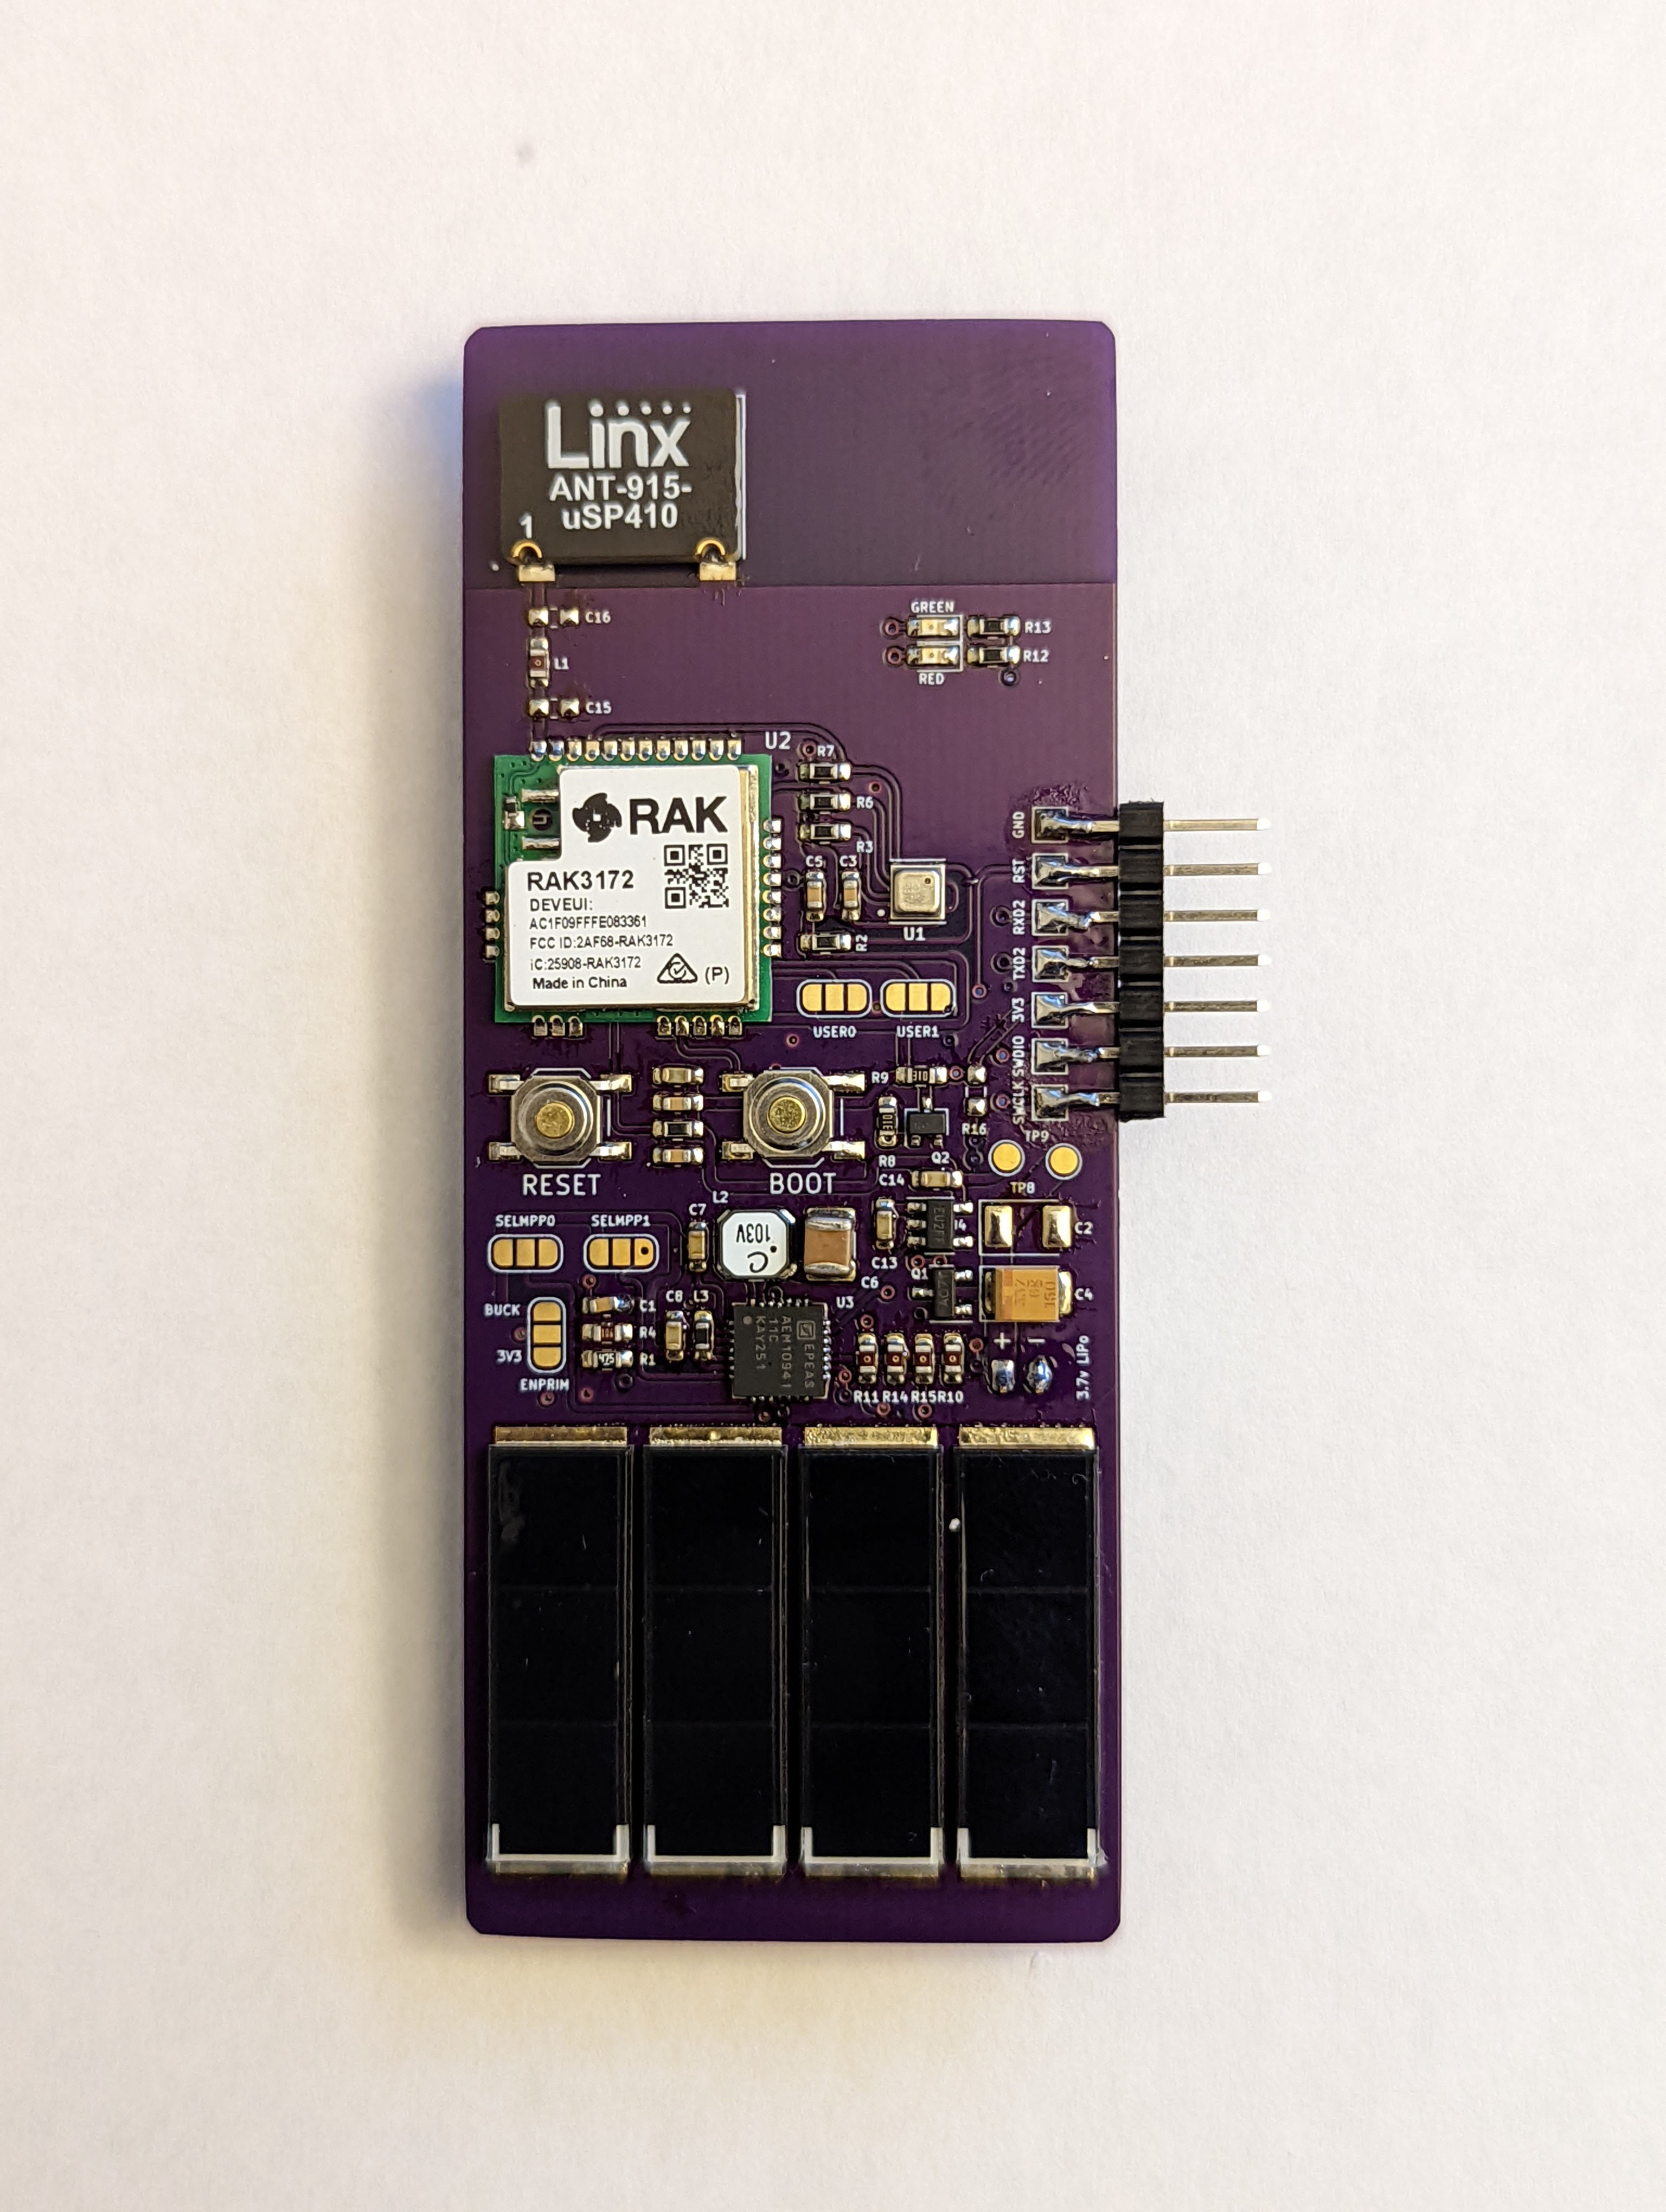 Linx
ANT-915-
uSP410
1
C16
L1
C15
GREEN
R13
R12
RED
U2
R7
R6
R3
C5
C3
R2
U1
RAK
RAK3172
DEVEUI:
AC1F09FFFE083361
FCC ID:2AF68-RAK3172
iC:25908-RAK3172
Made in China
(P)
GND
RST
RXD2
TXD2
3V3
SWDIO
SWCLK
USER0
USER1
R9
R16
R8
Q2
TP9
TP8
RESET
BOOT
C14
L2
SELMPP0
SELMPP1
C7
103V
C
C13
C6
Q1
C2
C4
BUCK
3V3
ENPRIM
C1
R4
R1
475
C8
L3
U3
EPEAS
AEM10941
11C
KAY251
R11
R14
R15
R10
+
-
3.7v LiPo